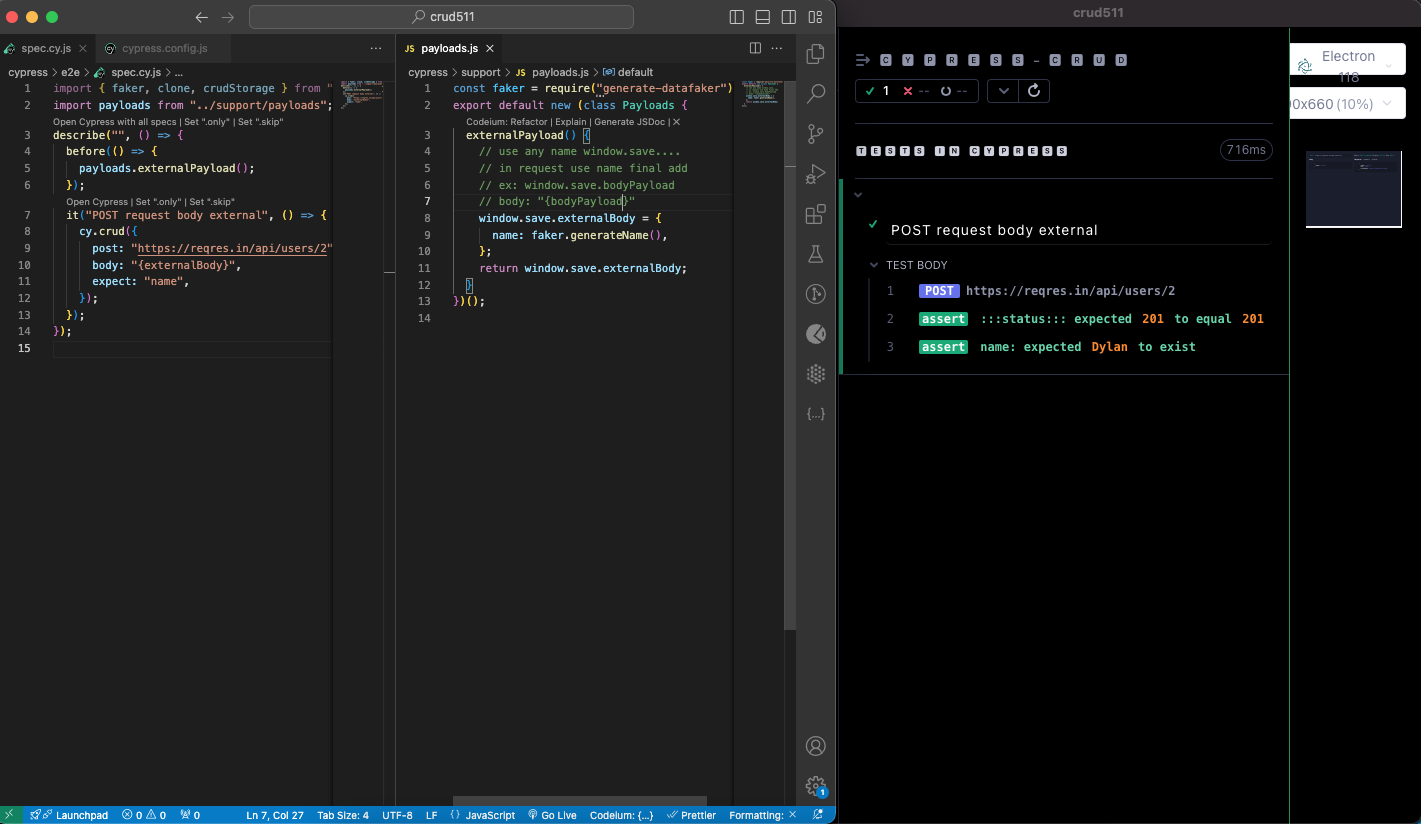 crud511
spec.cy.js
cypress.config.js
cypress > e2e > spec.cy.js > ...
1 import { faker, clone, crudStorage } from "
2 import payloads from "../support/payloads";
Open Cypress with all specs | Set ".only" | Set ".skip"
3 describe("", () => {
4 before(() => {
5 payloads.externalPayload();
6 });
Open Cypress | Set ".only" | Set ".skip"
7 it("POST request body external", () => {
8 cy.crud({
9 post: "https://reqres.in/api/users/2"
10 body: "{externalBody}",
11 expect: "name",
12 });
13 });
14 });
15
JS payloads.js
cypress > support > JS payloads.js > default
1 const faker = require("generate-datafaker")
2 export default new (class Payloads {
Codeium: Refactor | Explain | Generate JSDoc | X
3 externalPayload() {
4 // use any name window.save....
5 // in request use name final add
6 // ex: window.save.bodyPayload
7 // body: "{bodyPayload}"
8 window.save.externalBody = {
9 name: faker.generateName(),
10 };
11 return window.save.externalBody;
12 }
13 })();
14
{...}
1
Launchpad 0 0 0 Ln 7, Col 27 Tab Size: 4 UTF-8 LF {} JavaScript Go Live Codeium: {...} Prettier Formatting: X
crud511
CYPRESS-CRUD
1 -- --
TESTS IN CYPRESS
716ms
POST request body external
TEST BODY
1 POST https://reqres.in/api/users/2
2 assert :::status::: expected 201 to equal 201
3 assert name: expected Dylan to exist
Electron
118
00x660 (10%)